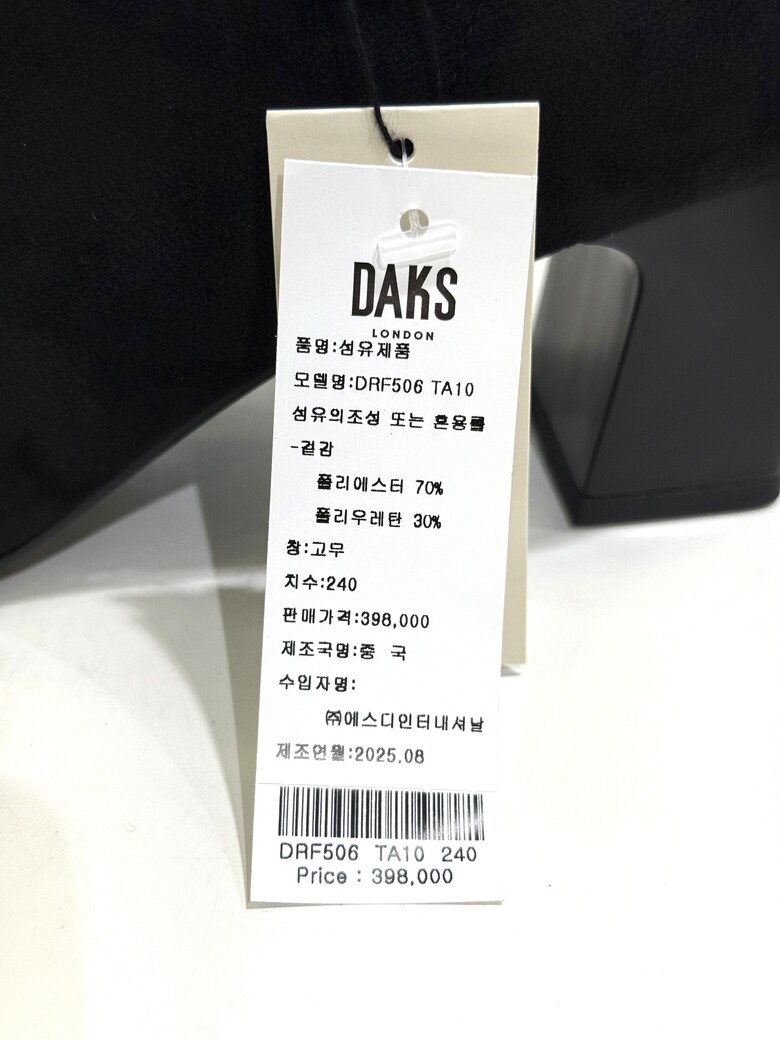 DAKS
LONDON
품명:섬유제품
모델명:DRF506 TA10
섬유의조성 또는 혼용률
-겉감
폴리에스터 70%
폴리우레탄 30%
창:고무
치수:240
판매가격:398,000
제조국명:중 국
수입자명:
㈜에스디인터내셔날
제조연월:2025.08
DRF506 TA10 240
Price : 398,000